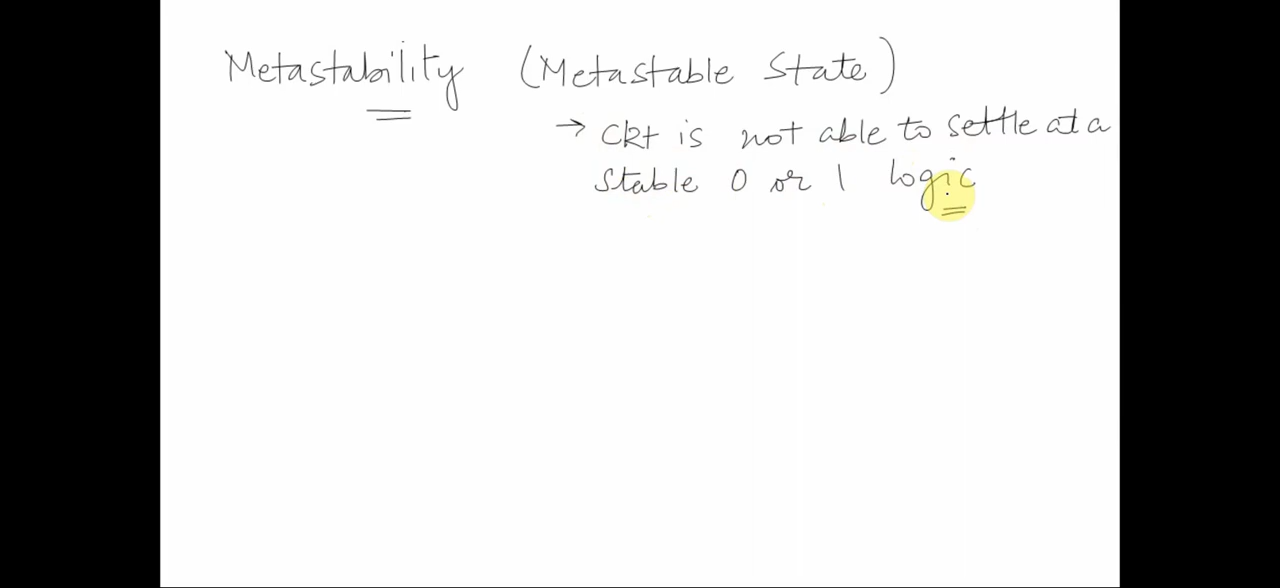 Metastability (Metastable State)
→ Ckt is not able to settle at a
stable 0 or 1 logic